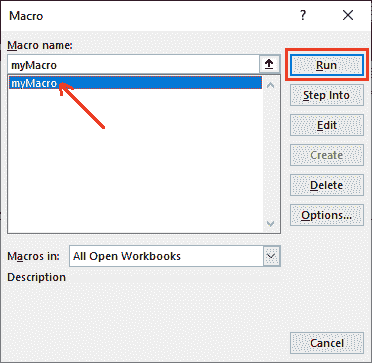 Macro
Macro name:
myMacro
Run
myMacro
Step Into
Edit
Create
Delete
Options...
Macros in: All Open Workbooks
Description
Cancel